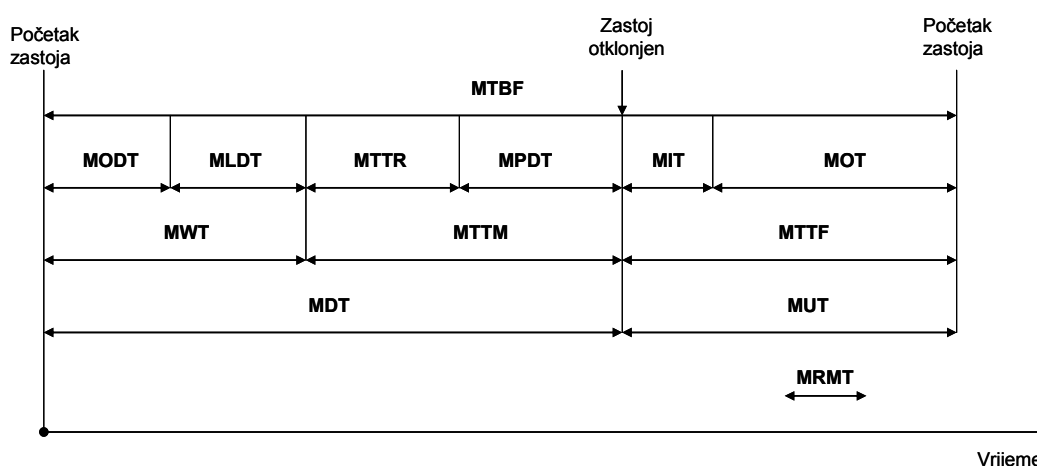 Početak
zastoja
Zastoj
otklonjen
Početak
zastoja
MTBF
MODT
MLDT
MTTR
MPDT
MIT
MOT
MWT
MTTM
MTTF
MDT
MUT
MRMT
Vrijeme